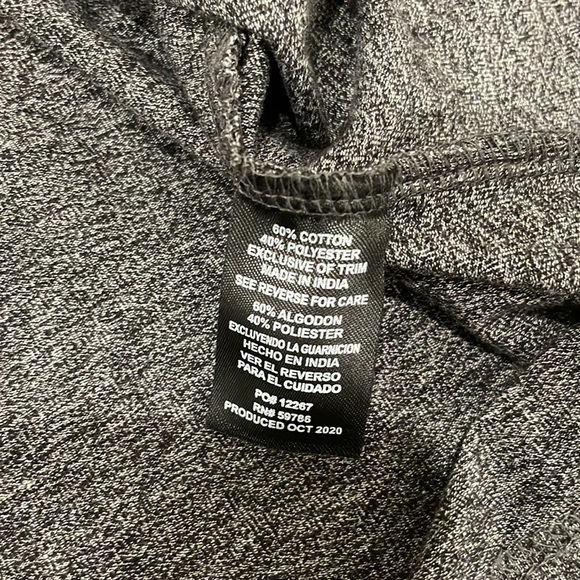 60% COTTON
40% POLYESTER
EXCLUSIVE OF TRIM
MADE IN INDIA
SEE REVERSE FOR CARE
60% ALGODON
40% POLIESTER
EXCLUYENDO LA GUARNICION
HECHO EN INDIA
VER EL REVERSO
PARA EL CUIDADO
PO# 12267
RN# 59786
PRODUCED OCT 2020